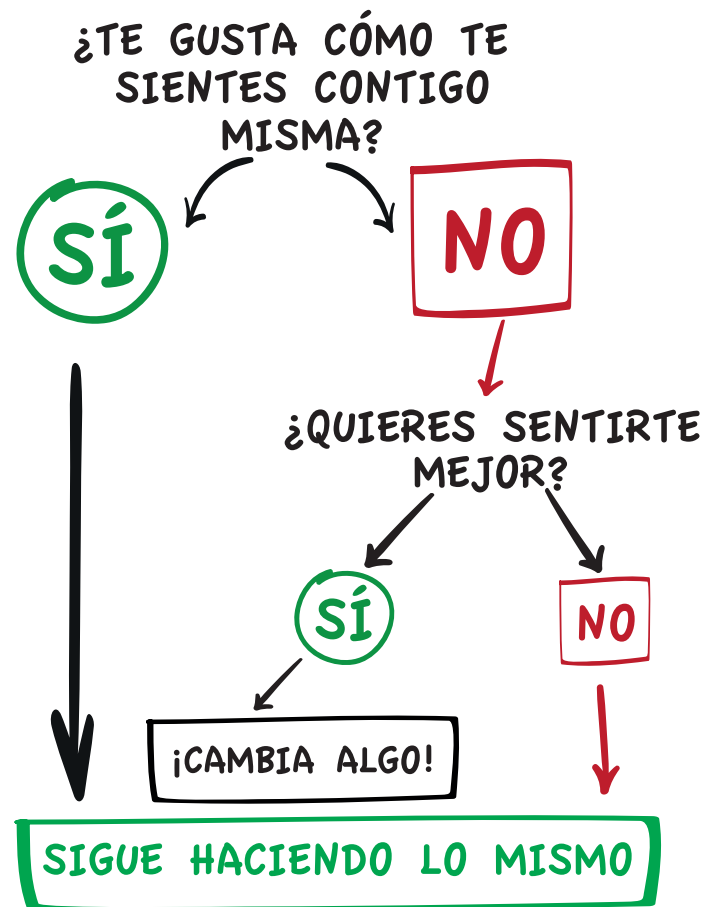 ¿TE GUSTA CÓMO TE
SIENTES CONTIGO
MISMA?
SÍ
NO
¿QUIERES SENTIRTE
MEJOR?
SÍ
NO
¡CAMBIA ALGO!
SIGUE HACIENDO LO MISMO